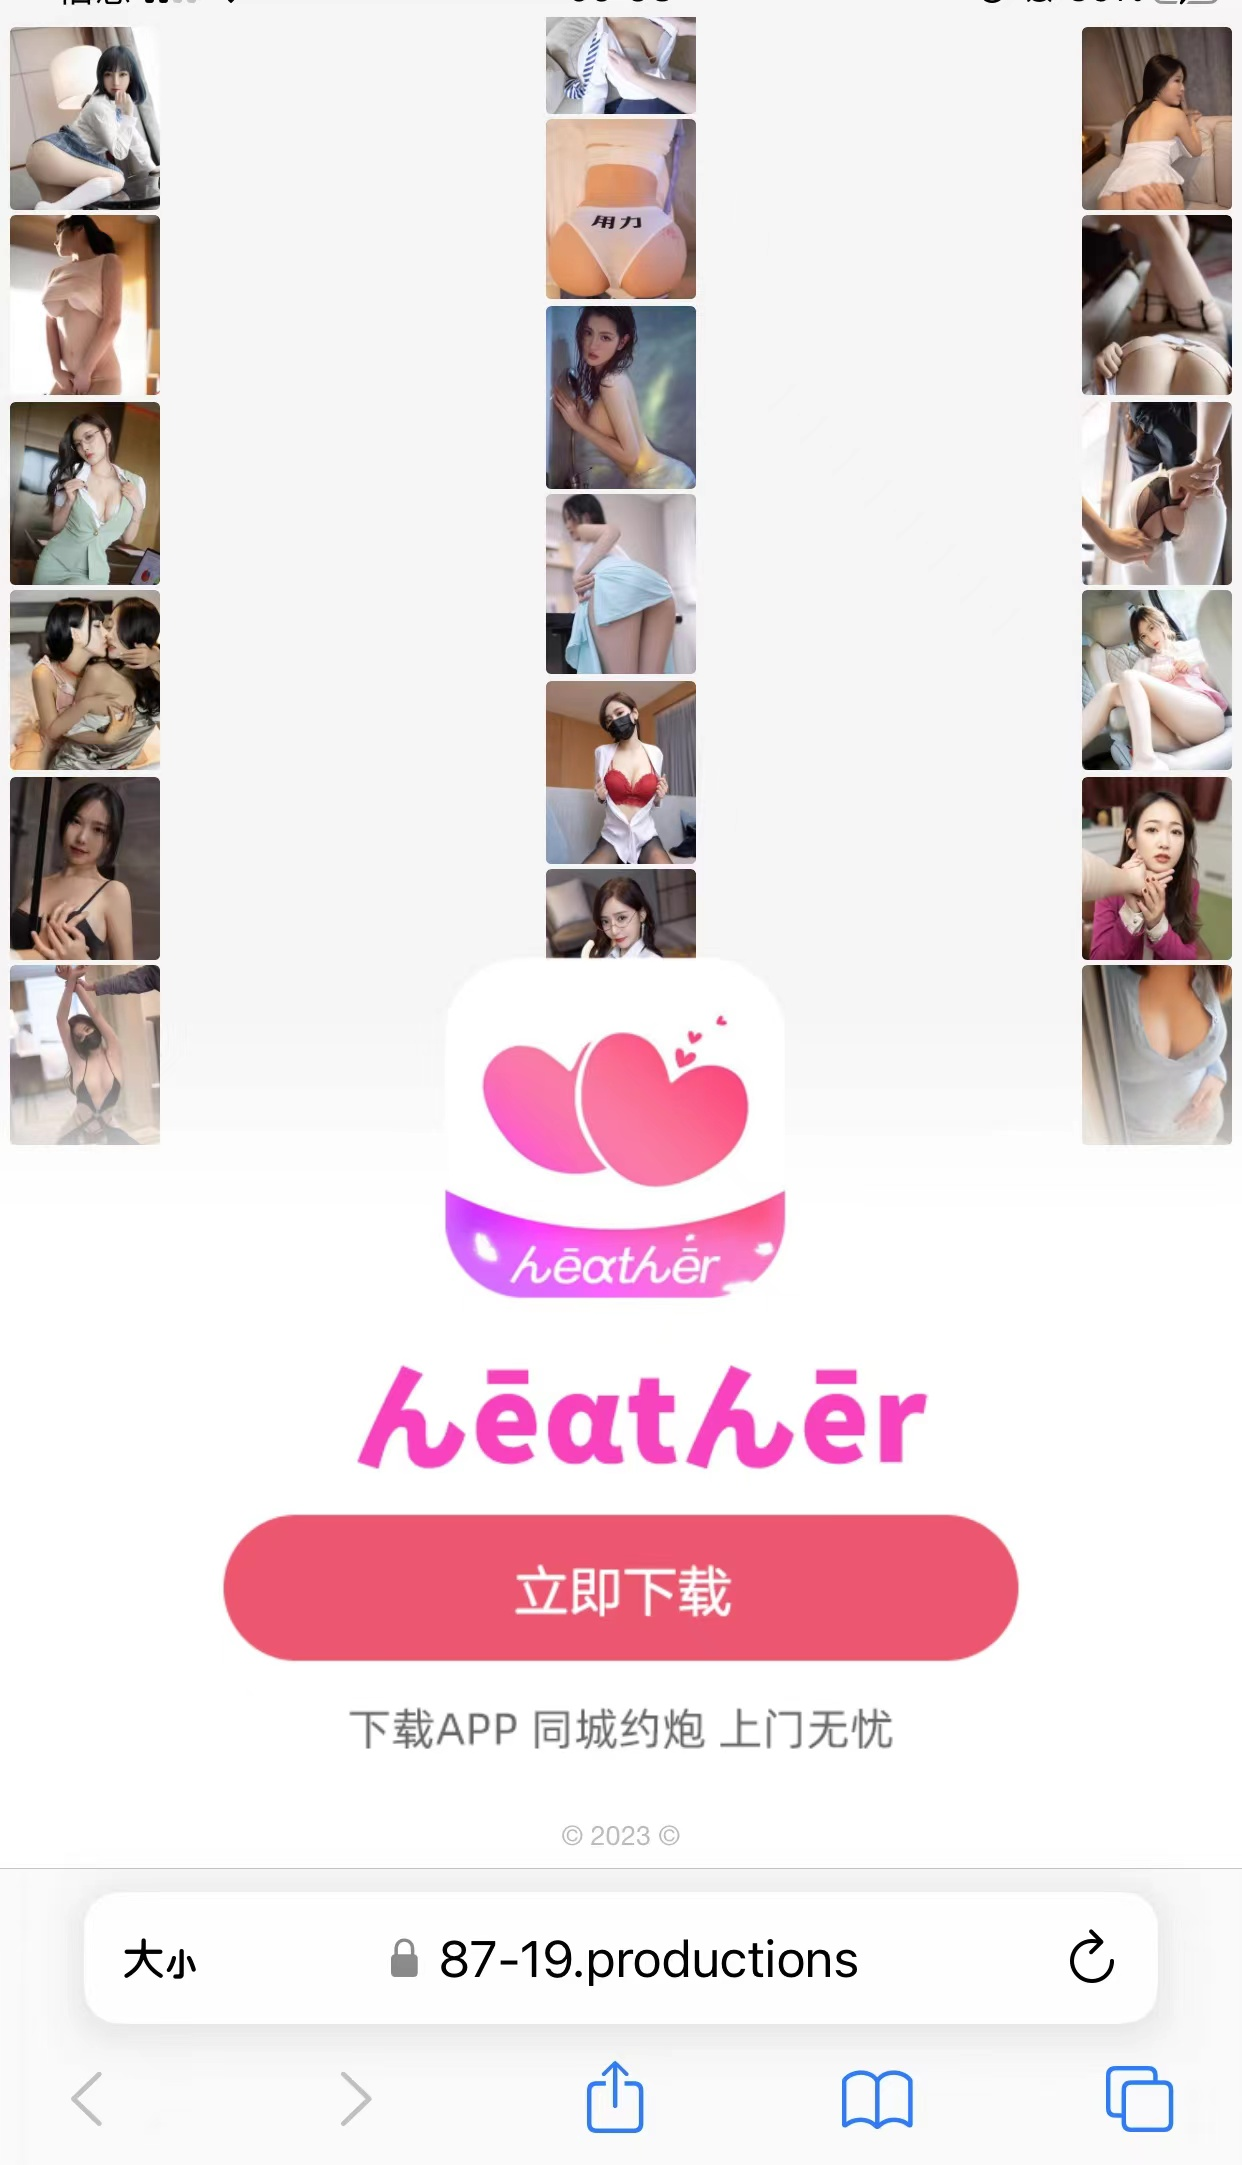 用力
hēathēr
hēathēr
立即下载
下载APP 同城约炮 上门无忧
© 2023 ©
大小
87-19.productions